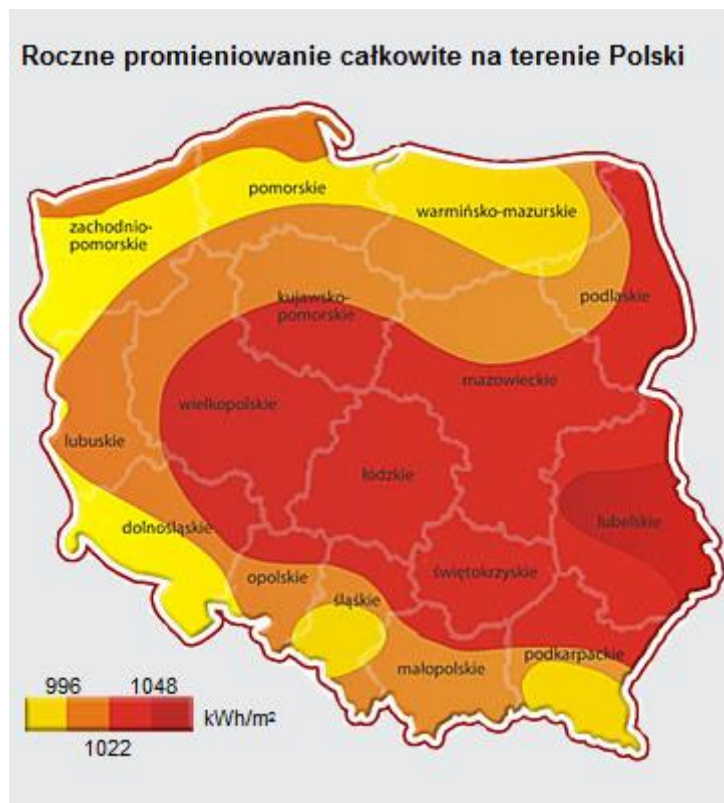 Roczne promieniowanie całkowite na terenie Polski
pomorskie
warmińsko-mazurskie
zachodnio-
pomorskie
kujawsko-
pomorskie
podlaskie
mazowieckie
wielkopolskie
lubuskie
łódzkie
dolnośląskie
lubelskie
opolskie
świętokrzyskie
śląskie
małopolskie
podkarpackie
996 1048
kWh/m²
1022